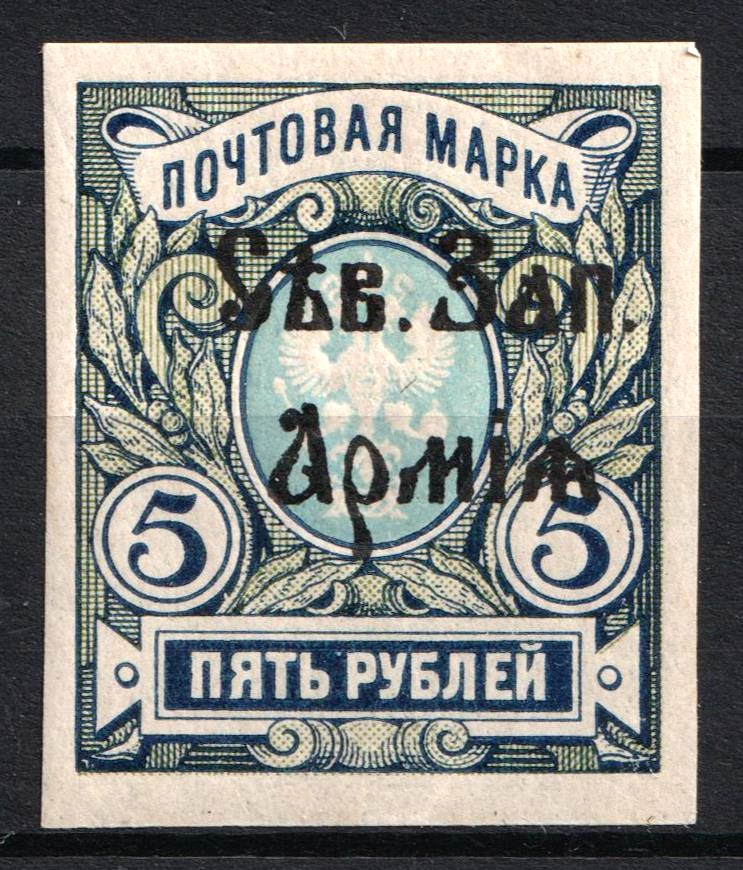 ПОЧТОВАЯ МАРКА
Сѣв. Зап.
Армія
5 5
ПЯТЬ РУБЛЕЙ